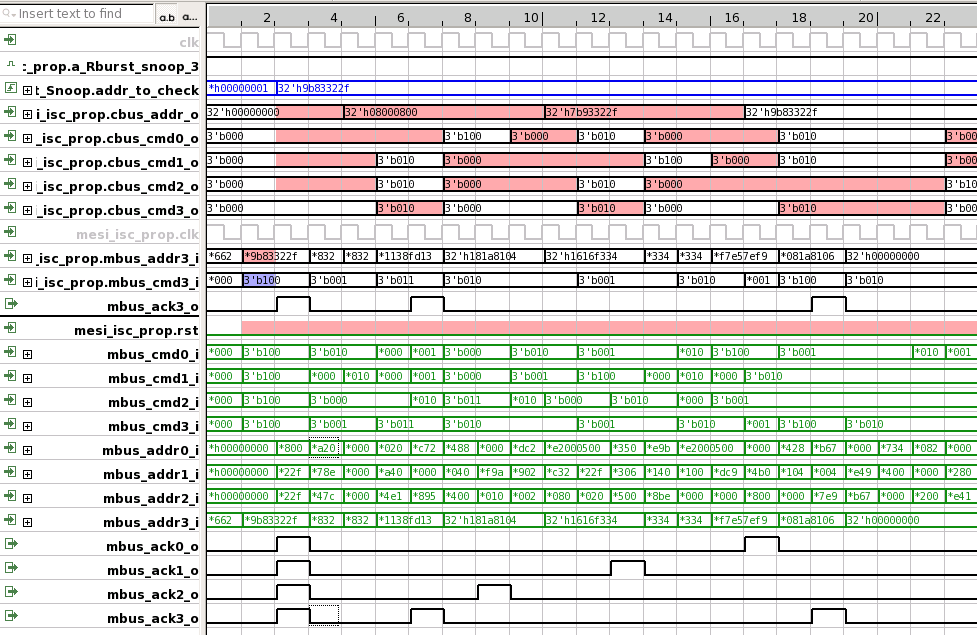 Insert text to find a.b a...
2 4 6 8 10 12 14 16 18 20 22
clk
:_prop.a_Rburst_snoop_3
t_Snoop.addr_to_check *h00000001 32'h9b83322f
i_isc_prop.cbus_addr_o 32'h00000000 32'h08000800 32'h7b93322f 32'h9b83322f
_isc_prop.cbus_cmd0_o 3'b000 3'b100 3'b000 3'b010 3'b000 3'b010 3'b00
_isc_prop.cbus_cmd1_o 3'b000 3'b010 3'b000 3'b100 3'b000 3'b010 3'b00
_isc_prop.cbus_cmd2_o 3'b000 3'b010 3'b000 3'b010 3'b000 3'b10
_isc_prop.cbus_cmd3_o 3'b000 3'b010 3'b000 3'b010 3'b000 3'b010 3'b00
mesi_isc_prop.clk
_isc_prop.mbus_addr3_i *662 *9b83322f *832 *832 *1138fd13 32'h181a8104 32'h1616f334 *334 *334 *f7e57ef9 *081a8106 32'h00000000
i_isc_prop.mbus_cmd3_i *000 3'b100 3'b001 3'b011 3'b010 3'b001 3'b010 *001 3'b100 3'b010
mbus_ack3_o
mesi_isc_prop.rst
mbus_cmd0_i *000 3'b100 3'b010 *000 *001 3'b000 3'b010 3'b001 *010 3'b100 3'b001 *010 *001
mbus_cmd1_i *000 3'b100 *000 *010 *000 *001 3'b000 3'b001 3'b100 *000 *010 *000 3'b010
mbus_cmd2_i *000 3'b100 3'b000 *010 3'b011 *010 3'b000 3'b010 *000 3'b001
mbus_cmd3_i *000 3'b100 3'b001 3'b011 3'b010 3'b001 3'b010 *001 3'b100 3'b010
mbus_addr0_i *h00000000 *800 *a20 *000 *020 *c72 *488 *000 *dc2 *e2000500 *350 *e9b *e2000500 *000 *428 *b67 *000 *734 *082 *000
mbus_addr1_i *h00000000 *22f *78e *000 *a40 *000 *040 *f9a *902 *c32 *22f *306 *140 *100 *dc9 *4b0 *104 *004 *e49 *400 *000 *280
mbus_addr2_i *h00000000 *22f *47c *000 *4e1 *895 *400 *010 *002 *080 *020 *500 *8be *000 *000 *800 *000 *7e9 *b67 *000 *200 *e41
mbus_addr3_i *662 *9b83322f *832 *832 *1138fd13 32'h181a8104 32'h1616f334 *334 *334 *f7e57ef9 *081a8106 32'h00000000
mbus_ack0_o
mbus_ack1_o
mbus_ack2_o
mbus_ack3_o